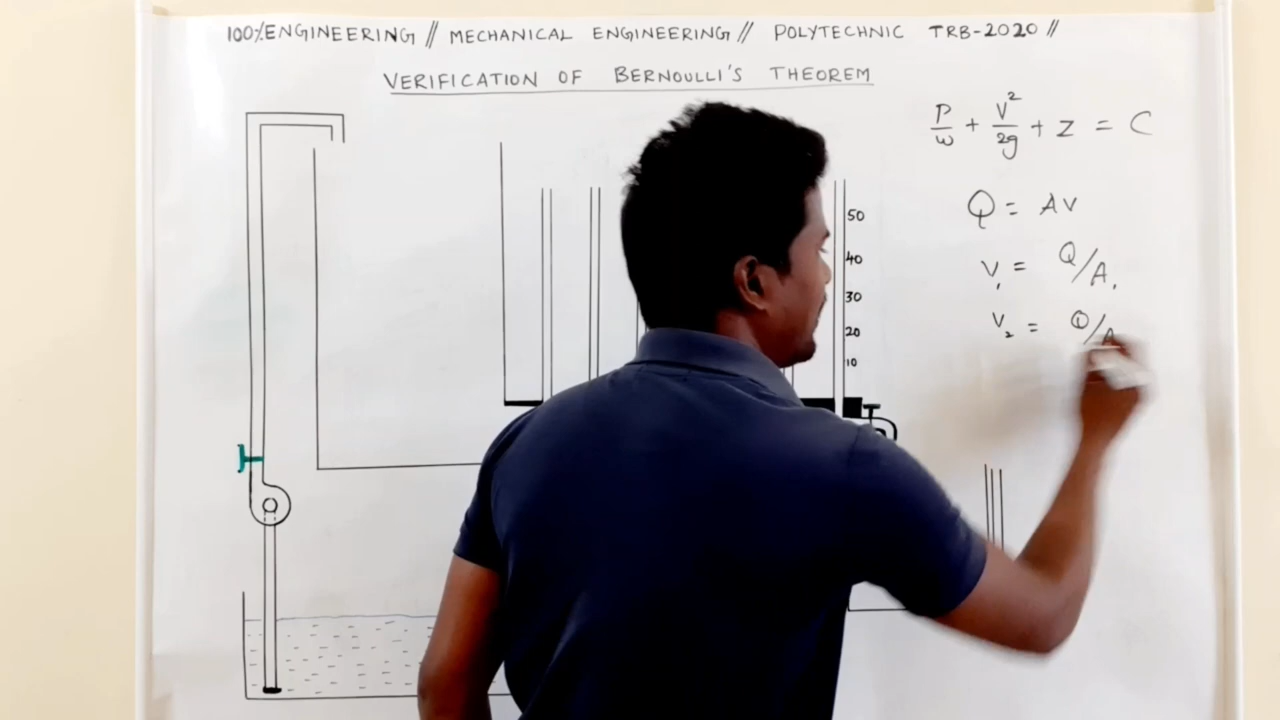 100%ENGINEERING // MECHANICAL ENGINEERING // POLYTECHNIC TRB-2020 //
VERIFICATION OF BERNOULLI'S THEOREM
P/w + V²/2g + Z = C
Q = AV
V₁ = Q/A₁
V₂ = Q/A
50
40
30
20
10